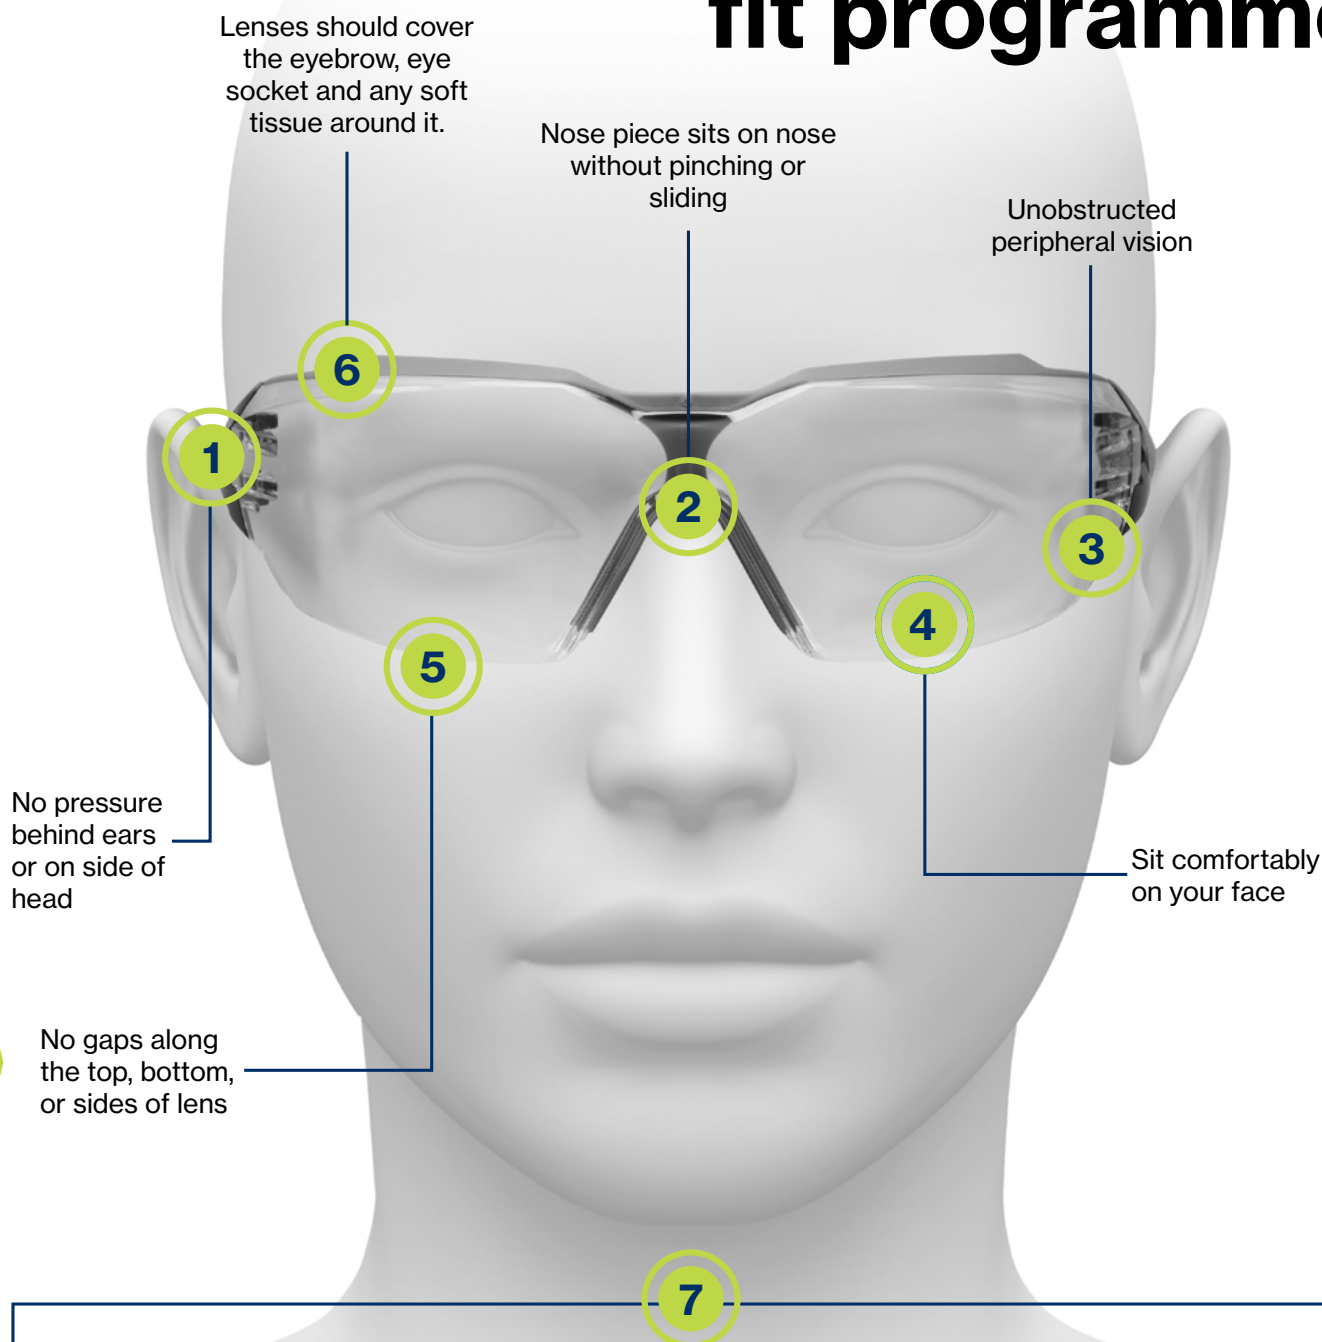 fit programme
Lenses should cover
the eyebrow, eye
socket and any soft
tissue around it.
Nose piece sits on nose
without pinching or
sliding
Unobstructed
peripheral vision
6
1
2
3
4
5
No pressure
behind ears
or on side of
head
Sit comfortably
on your face
No gaps along
the top, bottom,
or sides of lens
7